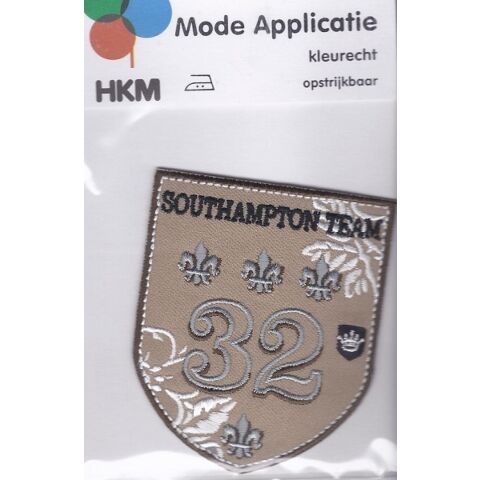 Mode Applicatie
kleurecht
HKM
opstrijkbaar
SOUTHAMPTON TEAM
32